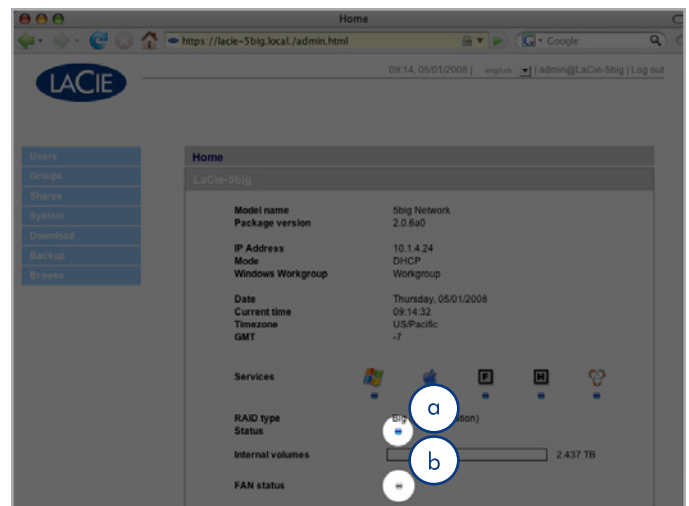 Home
https://lacie-5big.local./admin.html
Google
09:14, 05/01/2008 | english | admin@LaCie-5big | Log out
LACIE
Users
Groups
Shares
System
Download
Backup
Browse
Home
LaCie-5big
Model name 5big Network
Package version 2.0.6a0
IP Address 10.1.4.24
Mode DHCP
Windows Workgroup Workgroup
Date Thursday, 05/01/2008
Current time 09:14:32
Timezone US/Pacific
GMT -7
Services F H
a
RAID type
Status
b
Internal volumes 2.437 TB
FAN status